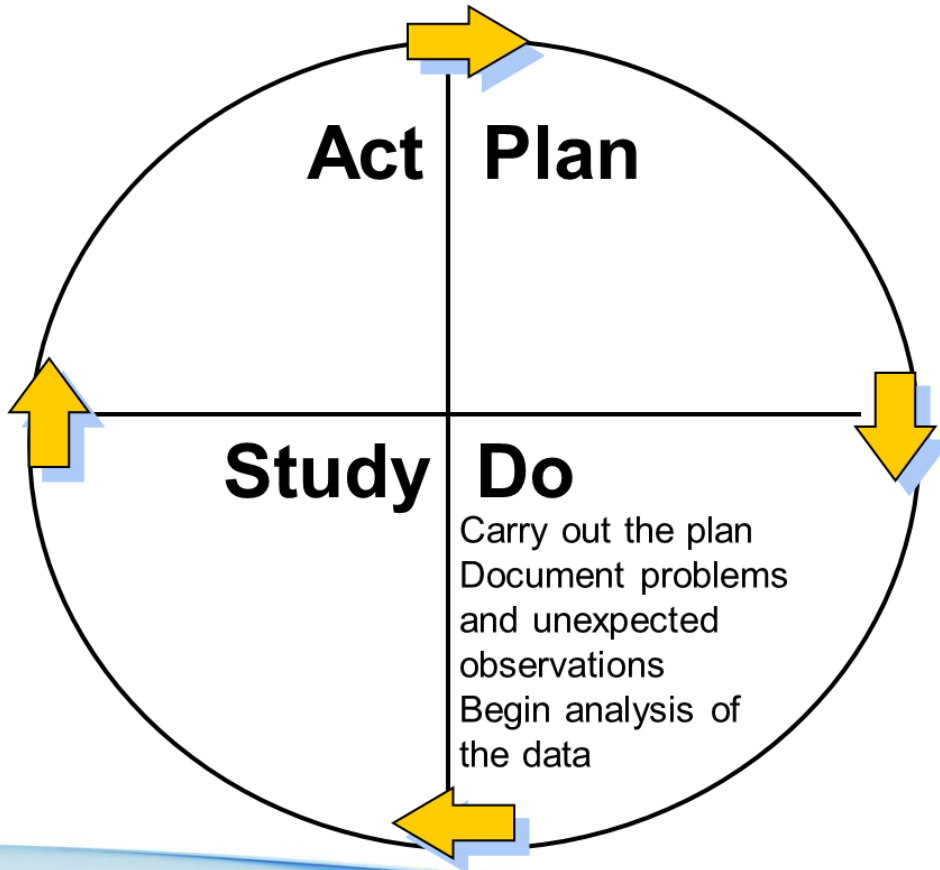 Act Plan
Study Do
Carry out the plan
Document problems
and unexpected
observations
Begin analysis of
the data